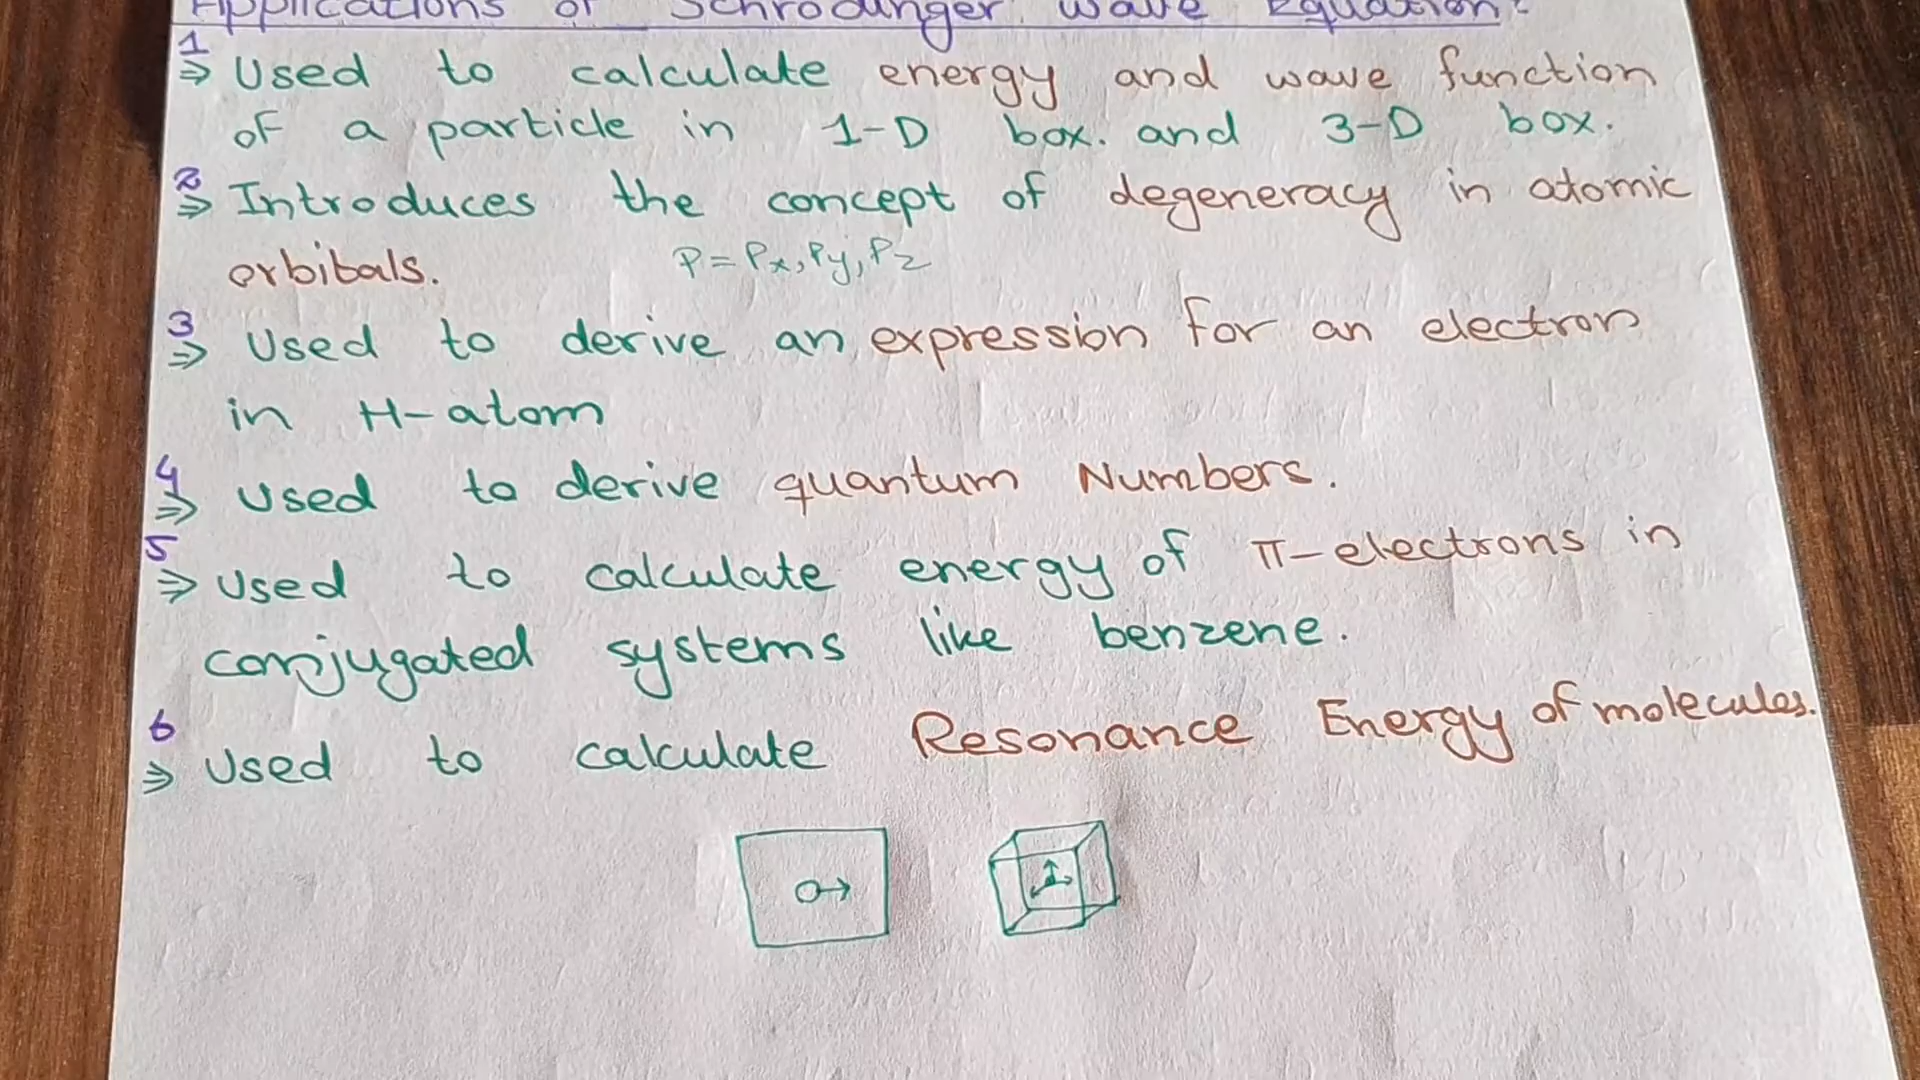 Applications of Schrodinger Wave Equation:
1
⇒ Used to calculate energy and wave function
of a particle in 1-D box. and 3-D box.
2
⇒ Introduces the concept of degeneracy in atomic
orbitals. P=Px,Py,Pz
3
⇒ Used to derive an expression for an electron
in H-atom
4
⇒ Used to derive quantum Numbers.
5
⇒ Used to calculate energy of π-electrons in
conjugated systems like benzene.
6
⇒ Used to calculate Resonance Energy of molecules.